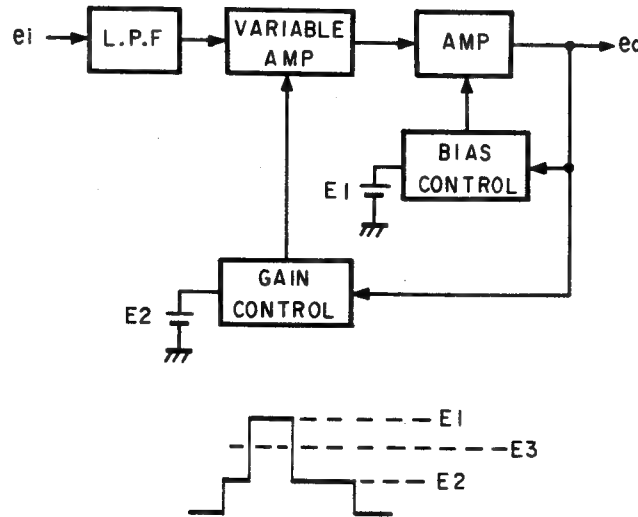 ei
L.P.F
VARIABLE
AMP
AMP
eo
BIAS
CONTROL
E1
GAIN
CONTROL
E2
E1
E3
E2